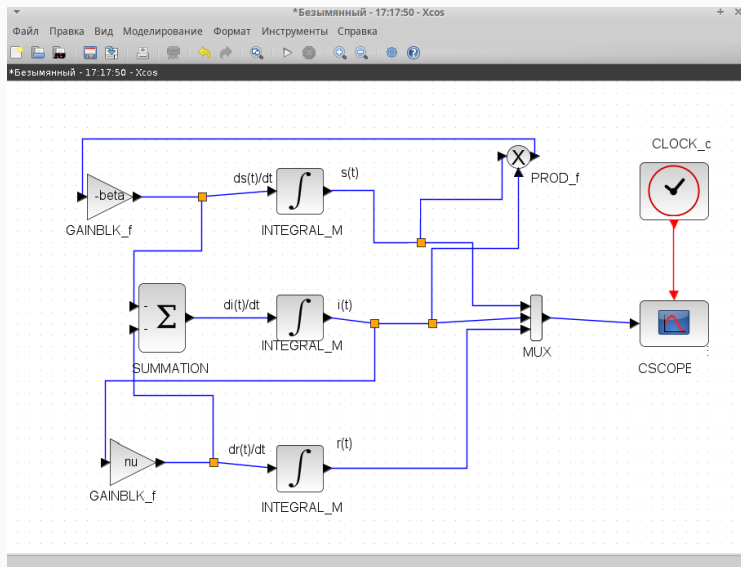 *Безымянный - 17:17:50 - Xcos
Файл Правка Вид Моделирование Формат Инструменты Справка
*Безымянный - 17:17:50 - Xcos
CLOCK_c
X
PROD_f
ds(t)/dt
s(t)
-beta
∫
GAINBLK_f
INTEGRAL_M
di(t)/dt
i(t)
-
-
Σ
∫
INTEGRAL_M
MUX
SUMMATION
CSCOPE
dr(t)/dt
r(t)
nu
∫
GAINBLK_f
INTEGRAL_M